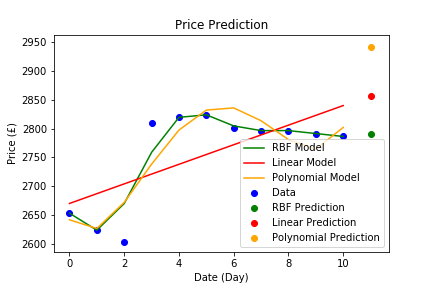 Price Prediction
Price (£)
2950
2900
2850
2800
2750
2700
2650
2600
RBF Model
Linear Model
Polynomial Model
Data
RBF Prediction
Linear Prediction
Polynomial Prediction
0 2 4 6 8 10
Date (Day)